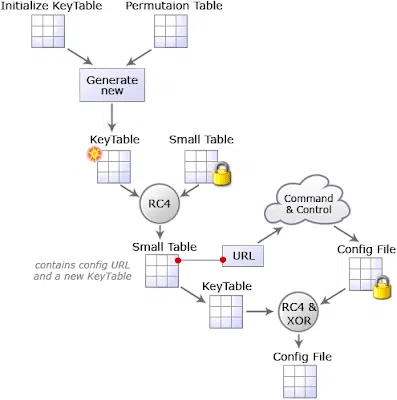 Initialize KeyTable
Permutaion Table
Generate
new
KeyTable
Small Table
RC4
Command
& Control
Small Table
URL
Config File
contains config URL
and a new KeyTable
KeyTable
RC4 &
XOR
Config File